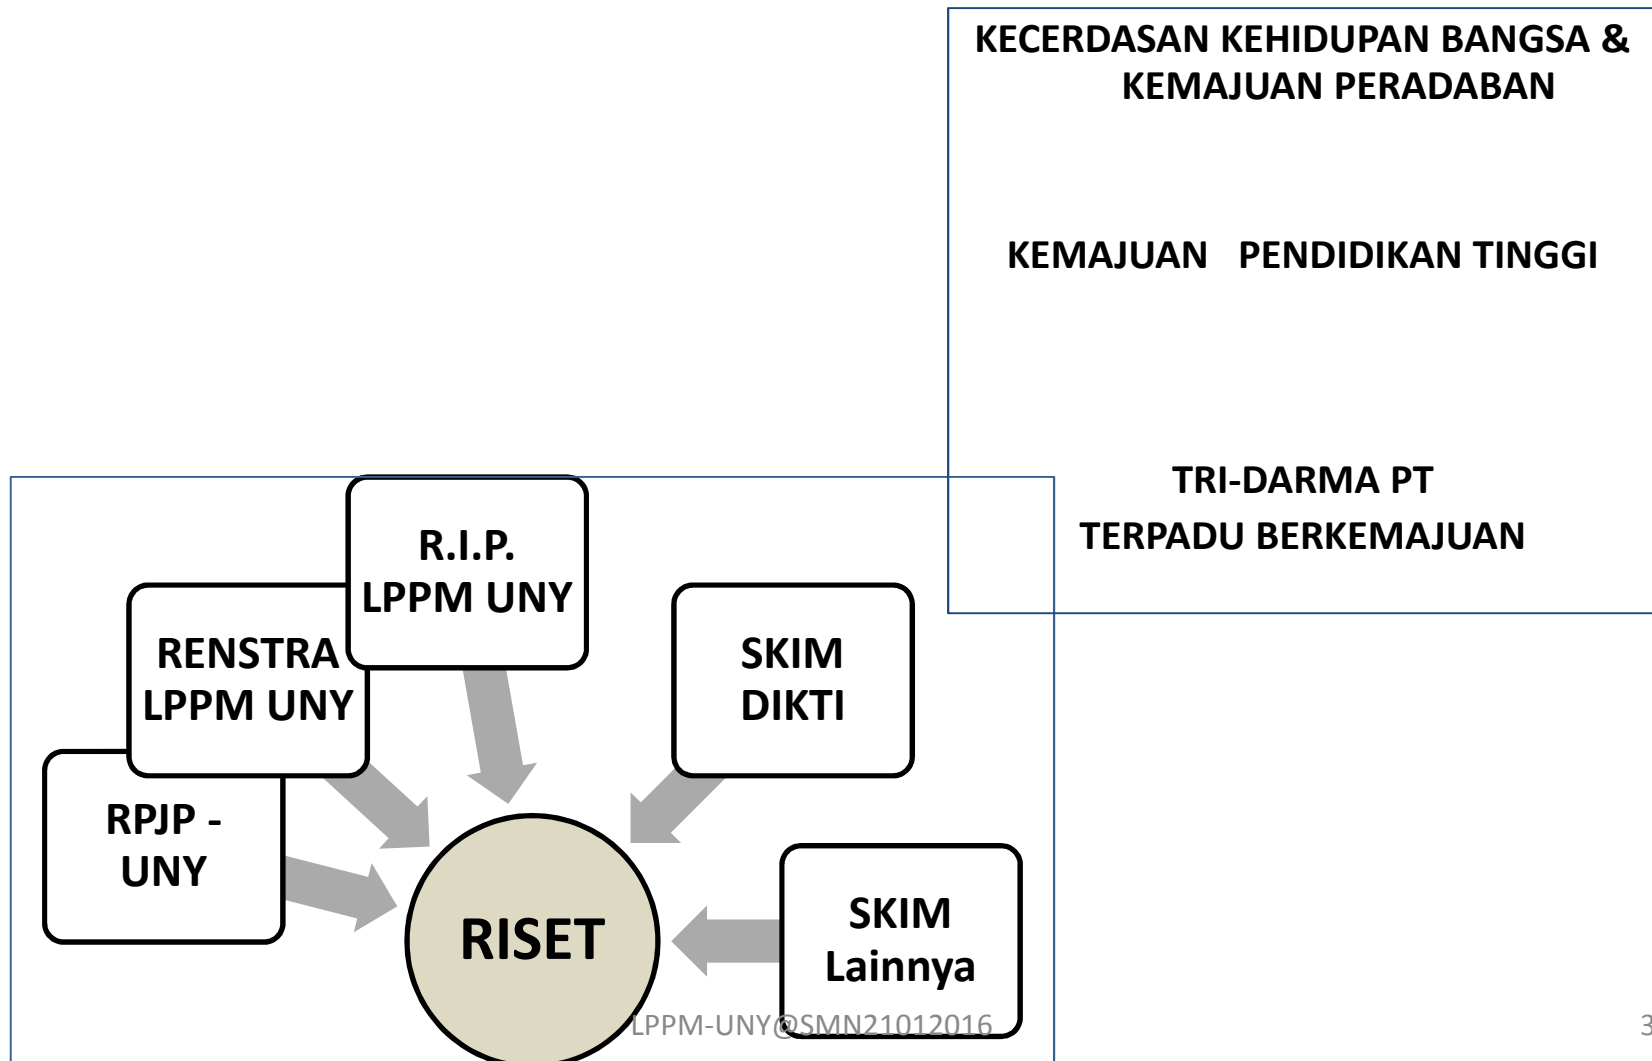 KECERDASAN KEHIDUPAN BANGSA &
KEMAJUAN PERADABAN
KEMAJUAN PENDIDIKAN TINGGI
TRI-DARMA PT
TERPADU BERKEMAJUAN
R.I.P.
LPPM UNY
RENSTRA
LPPM UNY
SKIM
DIKTI
RPJP -
UNY
RISET
SKIM
Lainnya
LPPM-UNY@SMN21012016
3